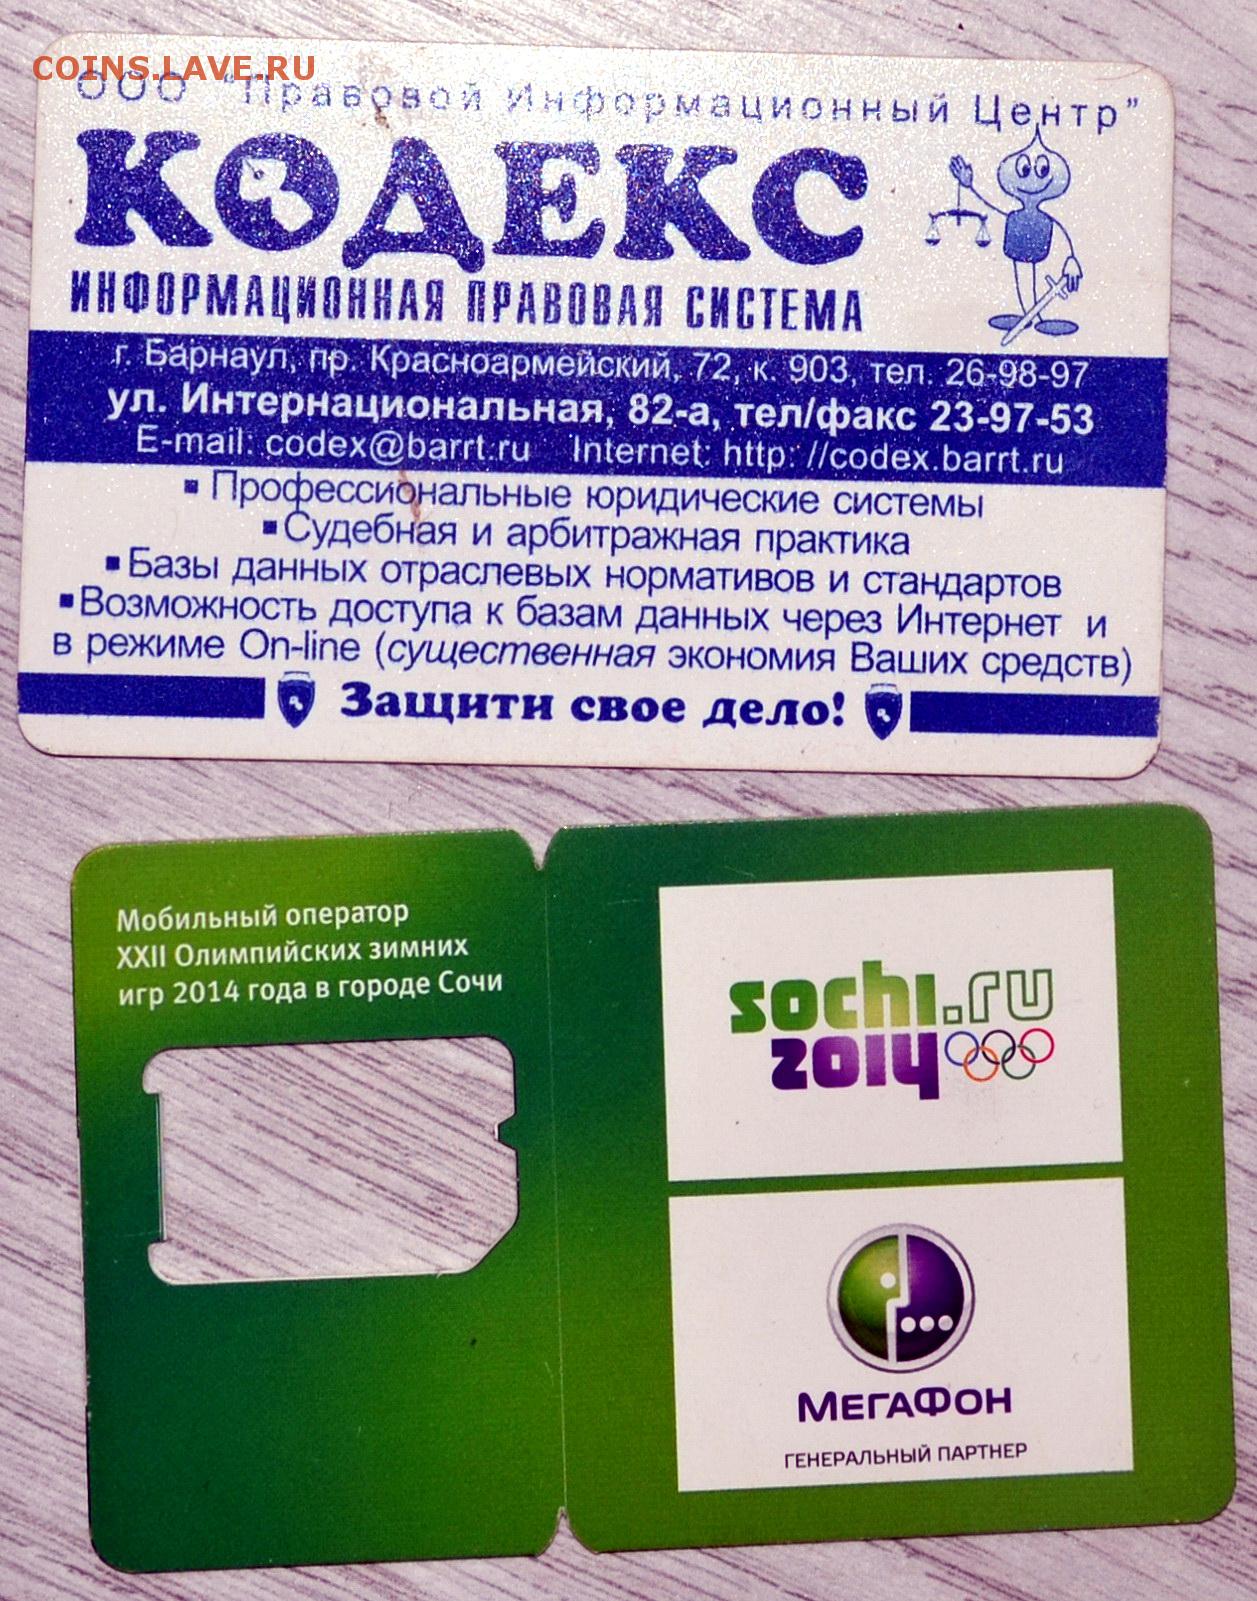 COINS.LAVE.RU
ООО "Правовой Информационный Центр"
КОДЕКС
ИНФОРМАЦИОННАЯ ПРАВОВАЯ СИСТЕМА
г. Барнаул, пр. Красноармейский, 72, к. 903, тел. 26-98-97
ул. Интернациональная, 82-а, тел/факс 23-97-53
E-mail: codex@barrt.ru Internet: http: //codex.barrt.ru
▪ Профессиональные юридические системы
▪ Судебная и арбитражная практика
▪ Базы данных отраслевых нормативов и стандартов
▪ Возможность доступа к базам данных через Интернет и
в режиме On-line (существенная экономия Ваших средств)
Защити свое дело!
Мобильный оператор
XXII Олимпийских зимних
игр 2014 года в городе Сочи
sochi.ru
2014
МЕГАФОН
ГЕНЕРАЛЬНЫЙ ПАРТНЕР